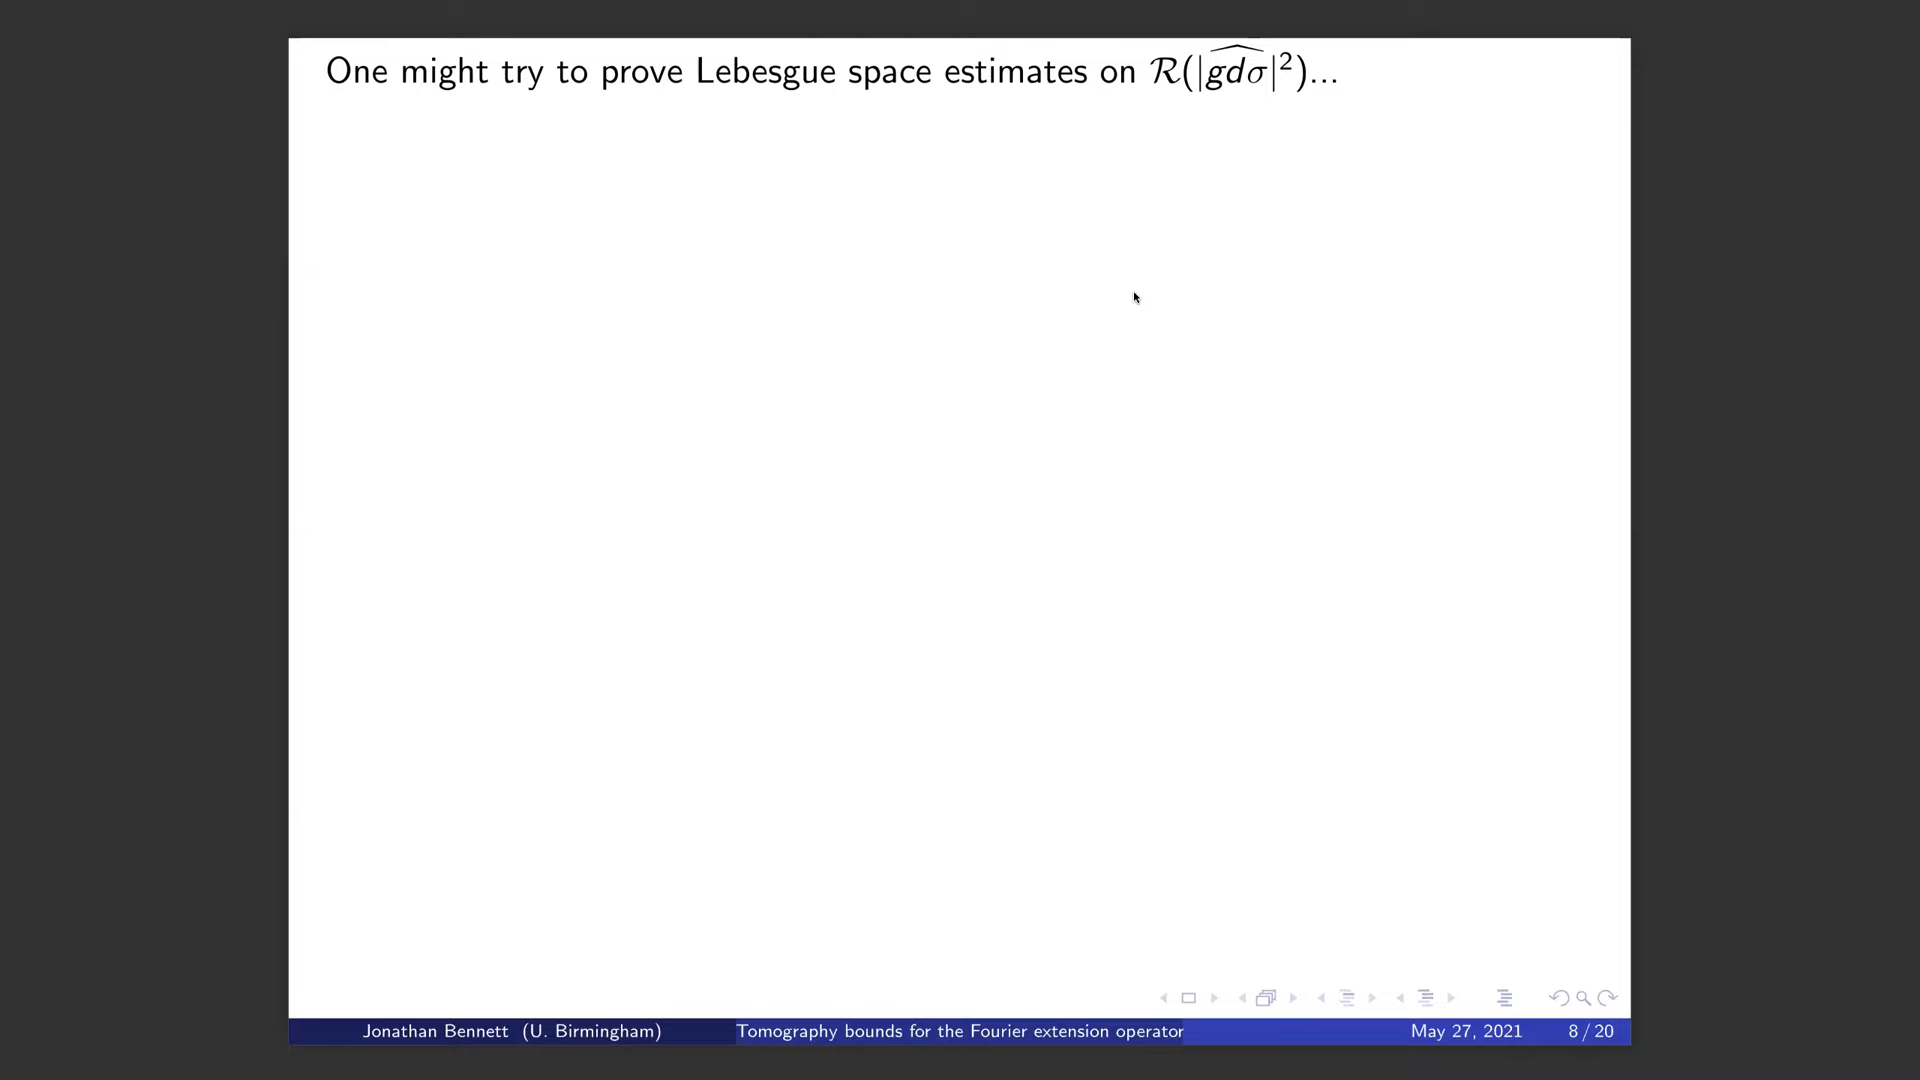 One might try to prove Lebesgue space estimates on $\mathcal{R}(|\widehat{gd\sigma}|^2)$...
Jonathan Bennett (U. Birmingham) Tomography bounds for the Fourier extension operator May 27, 2021 8 / 20